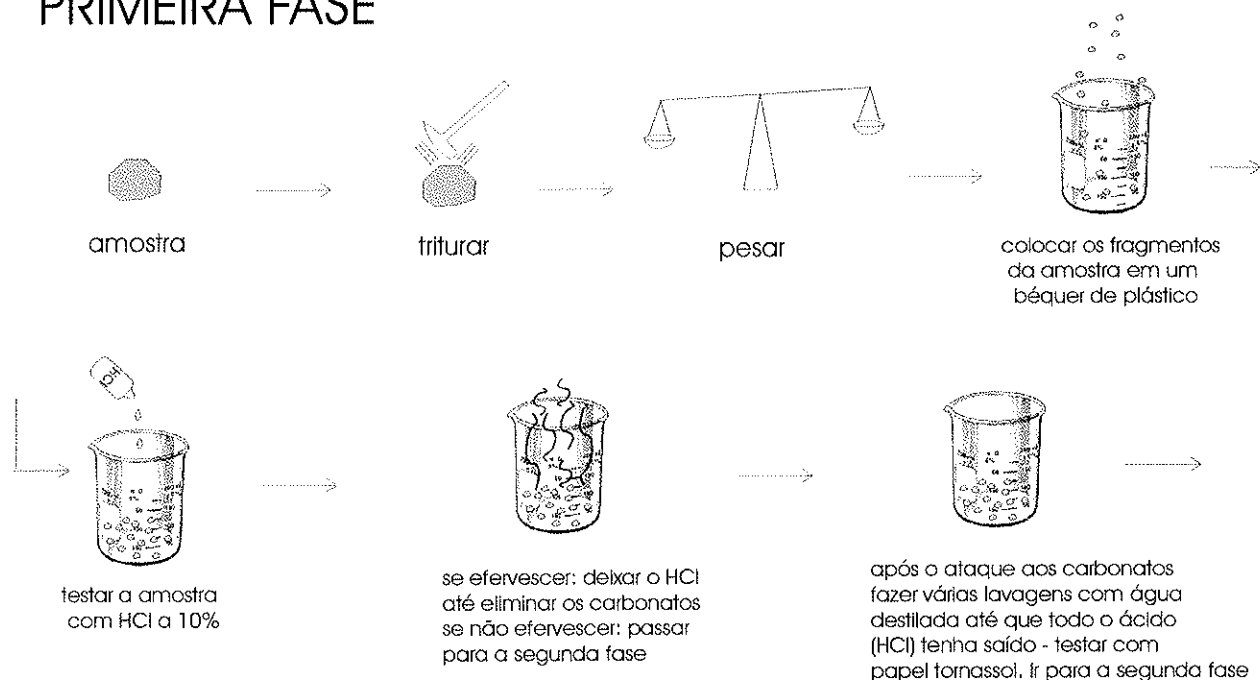 PRIMEIRA FASE
amostra
triturar
pesar
colocar os fragmentos
da amostra em um
béquer de plástico
HCl
testar a amostra
com HCl a 10%
se efervescer: deixar o HCl
até eliminar os carbonatos
se não efervescer: passar
para a segunda fase
após o ataque aos carbonatos
fazer várias lavagens com água
destilada até que todo o ácido
(HCl) tenha saído - testar com
papel tornassol. Ir para a segunda fase